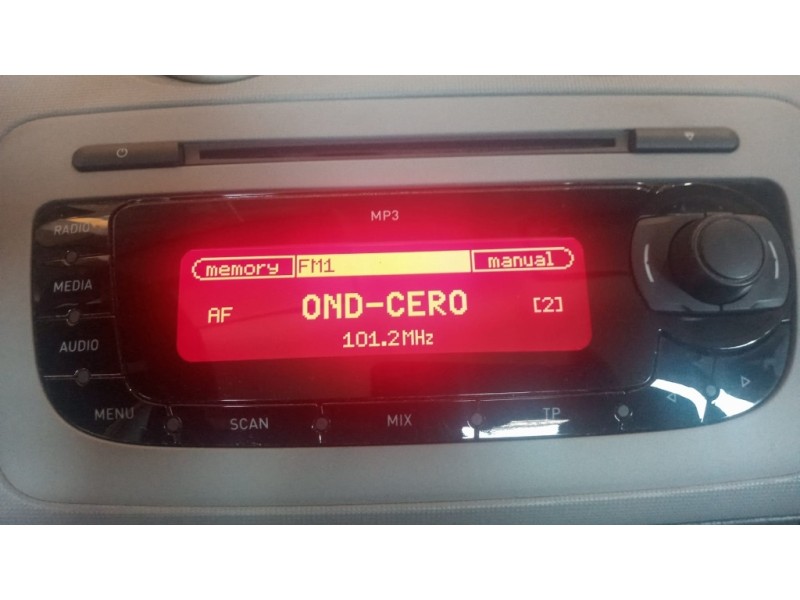 MP3
RADIO
MEDIA
AUDIO
memory FM1 manual
AF OND-CERO [2]
101.2MHz
MENU SCAN MIX TP